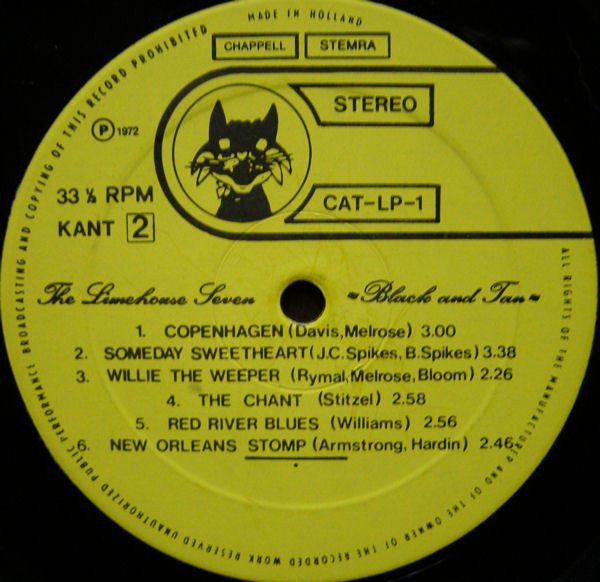 MADE IN HOLLAND
CHAPPELL STEMRA
STEREO
℗ 1972
33 ⅓ RPM
CAT-LP-1
KANT 2
The Limehouse Seven ~Black and Tan~
1. COPENHAGEN (Davis, Melrose) 3.00
2. SOMEDAY SWEETHEART (J.C. Spikes, B. Spikes) 3.38
3. WILLIE THE WEEPER (Rymal, Melrose, Bloom) 2.26
4. THE CHANT (Stitzel) 2.58
5. RED RIVER BLUES (Williams) 2.56
6. NEW ORLEANS STOMP (Armstrong, Hardin) 2.46
ALL RIGHTS OF THE MANUFACTURER AND OF THE OWNER OF THE RECORDED WORK RESERVED UNAUTHORIZED PUBLIC PERFORMANCE BROADCASTING AND COPYING OF THIS RECORD PROHIBITED